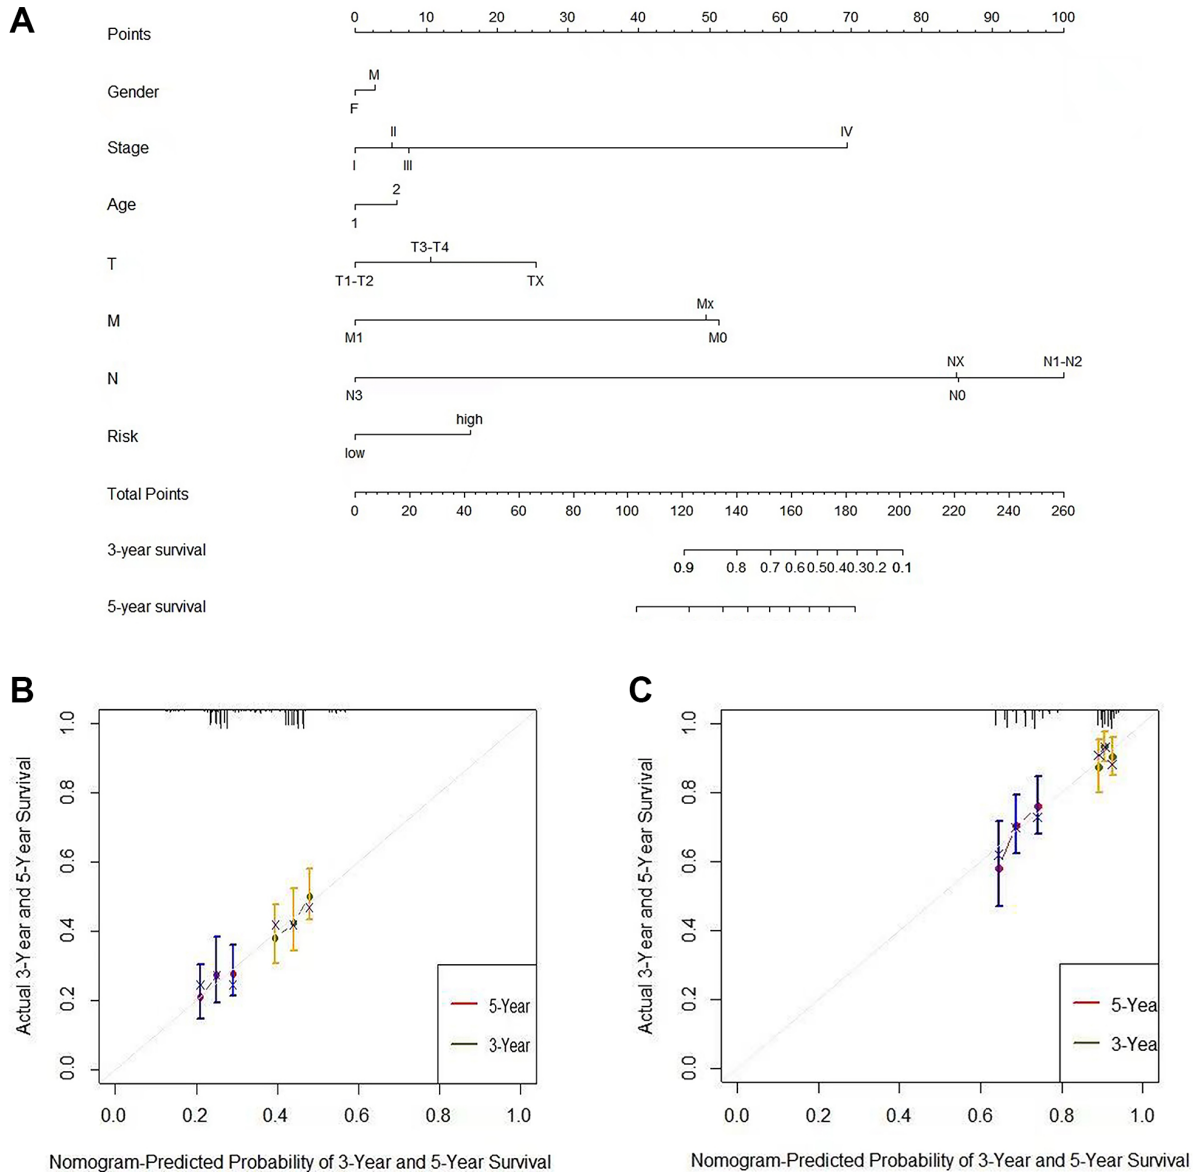 A
0 10 20 30 40 50 60 70 80 90 100
Points
M
Gender
F
II IV
Stage
I III
2
Age
1
T3-T4
T
T1-T2 TX
Mx
M
M1 M0
NX N1-N2
N
N3 N0
high
Risk
low
Total Points
0 20 40 60 80 100 120 140 160 180 200 220 240 260
3-year survival
0.9 0.8 0.7 0.6 0.5 0.4 0.3 0.2 0.1
5-year survival
B
Actual 3-Year and 5-Year Survival
1.0
0.8
0.6
0.4
0.2
0.0
5-Year
3-Year
0.0 0.2 0.4 0.6 0.8 1.0
Nomogram-Predicted Probability of 3-Year and 5-Year Survival
C
Actual 3-Year and 5-Year Survival
1.0
0.8
0.6
0.4
0.2
0.0
5-Yea
3-Yea
0.0 0.2 0.4 0.6 0.8 1.0
Nomogram-Predicted Probability of 3-Year and 5-Year Survival